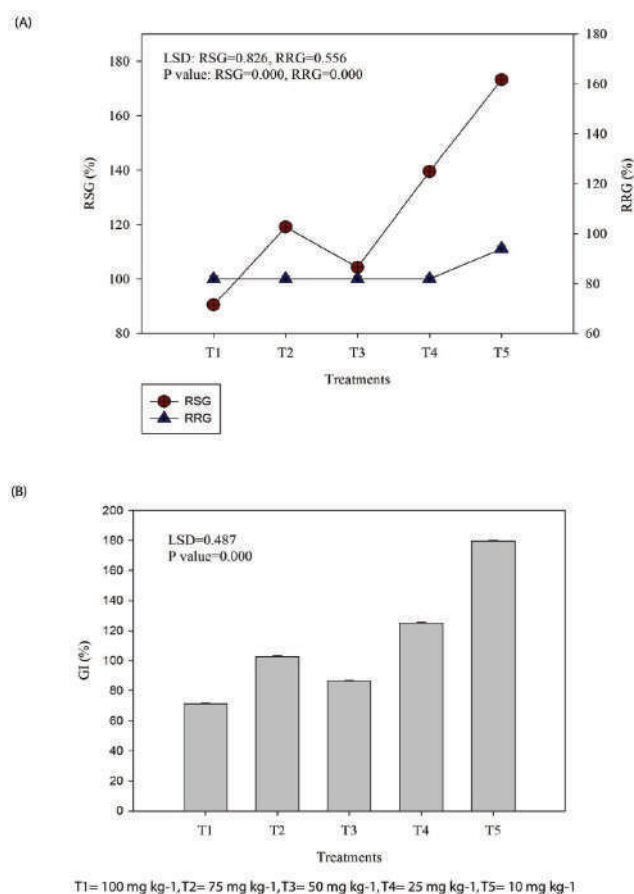 (A)
LSD: RSG=0.826, RRG=0.556
P value: RSG=0.000, RRG=0.000
180
160
140
120
100
80
RSG (%)
180
160
140
120
100
80
60
RRG (%)
T1 T2 T3 T4 T5
Treatments
RSG
RRG
(B)
LSD=0.487
P value=0.000
200
180
160
140
120
100
80
60
40
20
0
GI (%)
T1 T2 T3 T4 T5
Treatments
T1= 100 mg kg-1,T2= 75 mg kg-1,T3= 50 mg kg-1,T4= 25 mg kg-1,T5= 10 mg kg-1